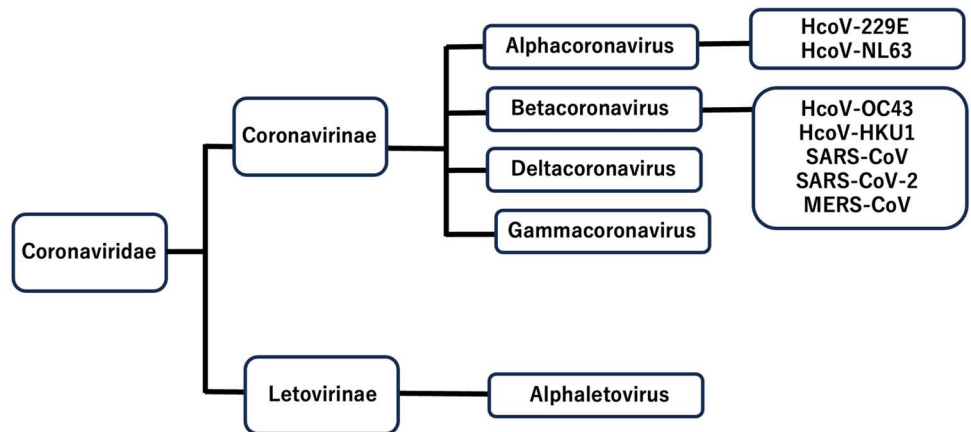 Coronaviridae
Coronavirinae
Alphacoronavirus
HcoV-229E
HcoV-NL63
Betacoronavirus
HcoV-OC43
HcoV-HKU1
SARS-CoV
SARS-CoV-2
MERS-CoV
Deltacoronavirus
Gammacoronavirus
Letovirinae
Alphaletovirus